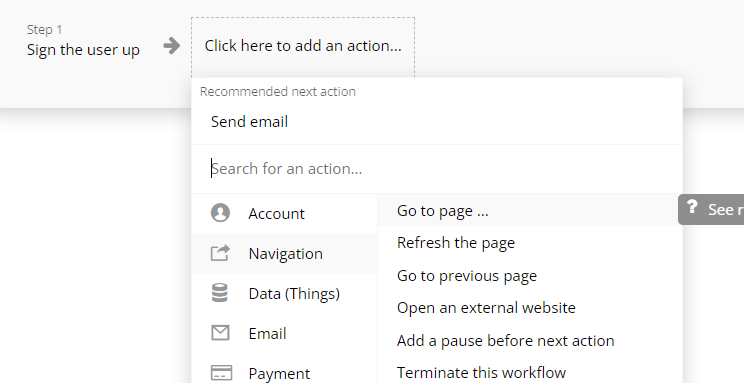 Step 1
Sign the user up
Click here to add an action...
Recommended next action
Send email
Search for an action...
Account
Navigation
Data (Things)
Email
Payment
Go to page ...
Refresh the page
Go to previous page
Open an external website
Add a pause before next action
Terminate this workflow
? See